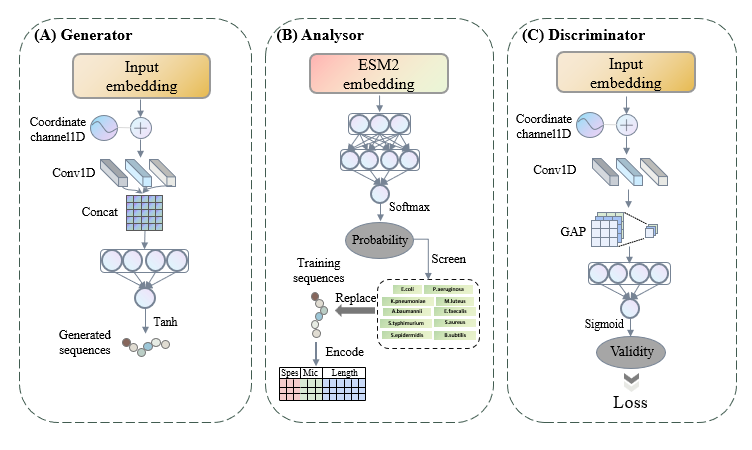 (A) Generator
Input
embedding
Coordinate
channel1D
Conv1D
Concat
Tanh
Generated
sequences
(B) Analysor
ESM2
embedding
Softmax
Probability
Screen
Training
sequences
Replace
E.coli
P.aeruginosa
K.pneumoniae
M.luteus
A.baumannii
E.faecalis
S.typhimurium
S.aureus
S.epidermidis
B.subtilis
Encode
Spes Mic Length
(C) Discriminator
Input
embedding
Coordinate
channel1D
Conv1D
GAP
Sigmoid
Validity
Loss